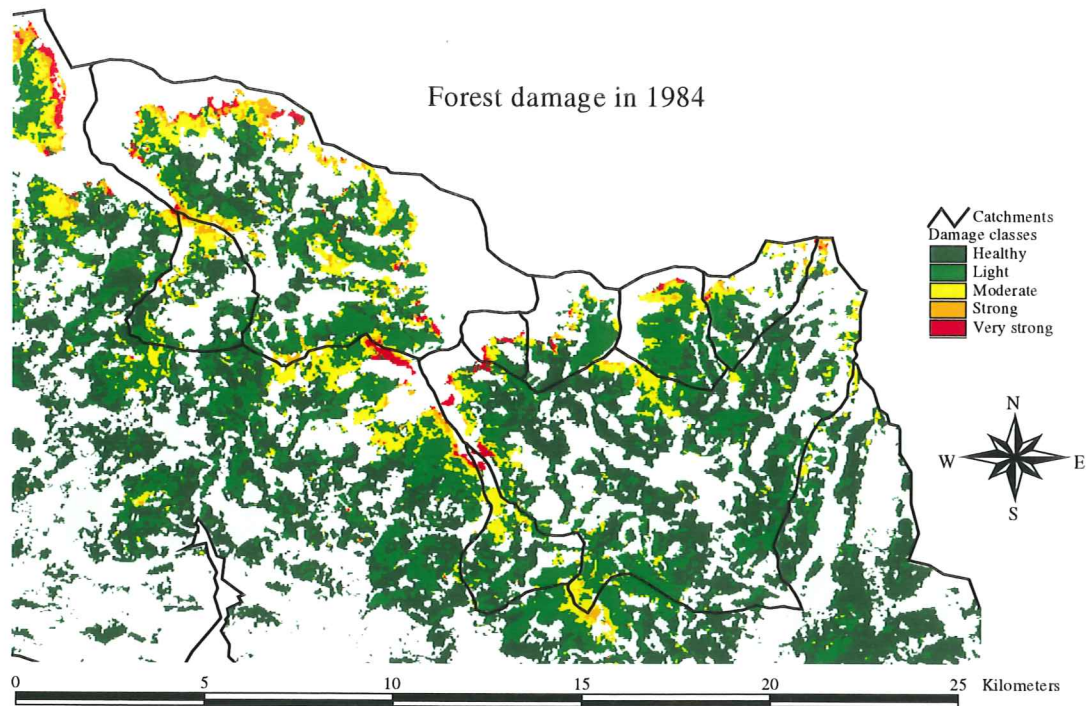 Forest damage in 1984
Catchments
Damage classes
Healthy
Light
Moderate
Strong
Very strong
N
W E
S
0 5 10 15 20 25 Kilometers